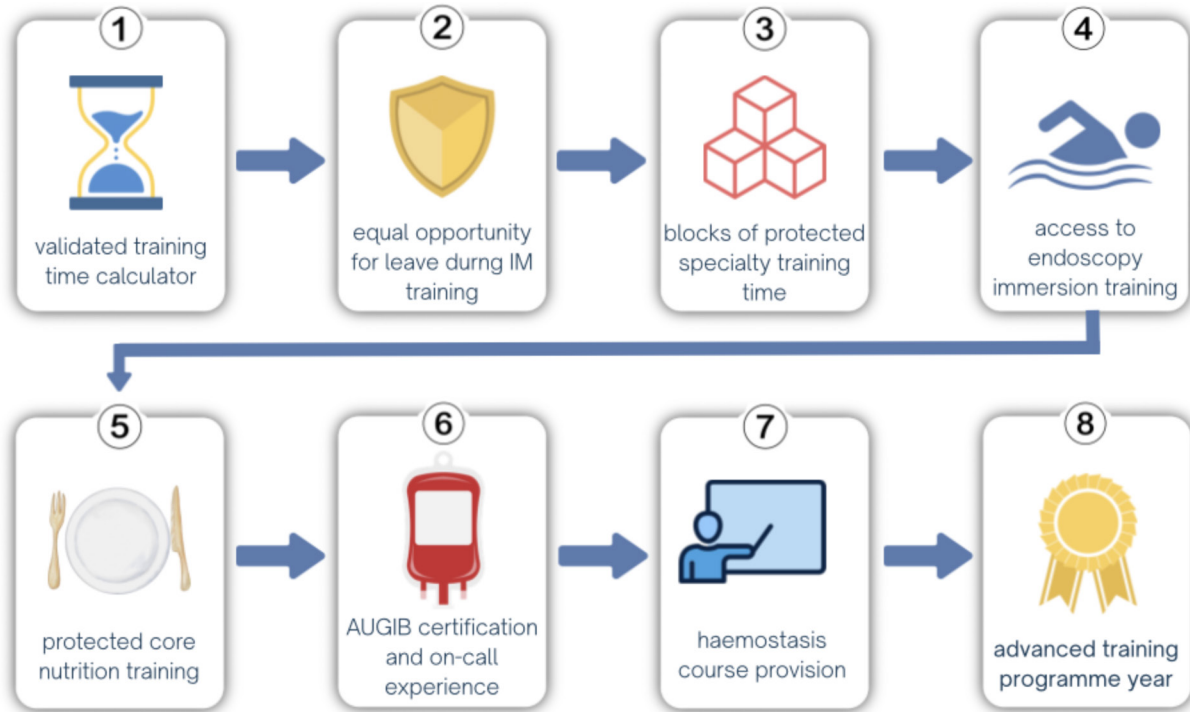 1
validated training
time calculator
2
equal opportunity
for leave durng IM
training
3
blocks of protected
specialty training
time
4
access to
endoscopy
immersion training
5
protected core
nutrition training
6
AUGIB certification
and on-call
experience
7
haemostasis
course provision
8
advanced training
programme year